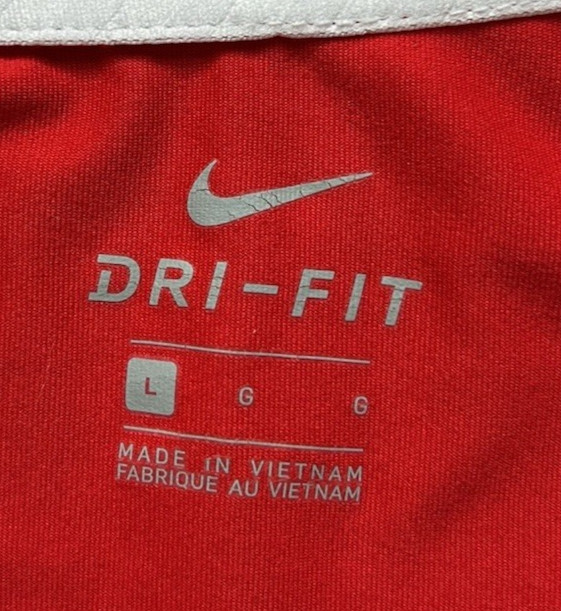 DRI-FIT
L G G
MADE IN VIETNAM
FABRIQUE AU VIETNAM